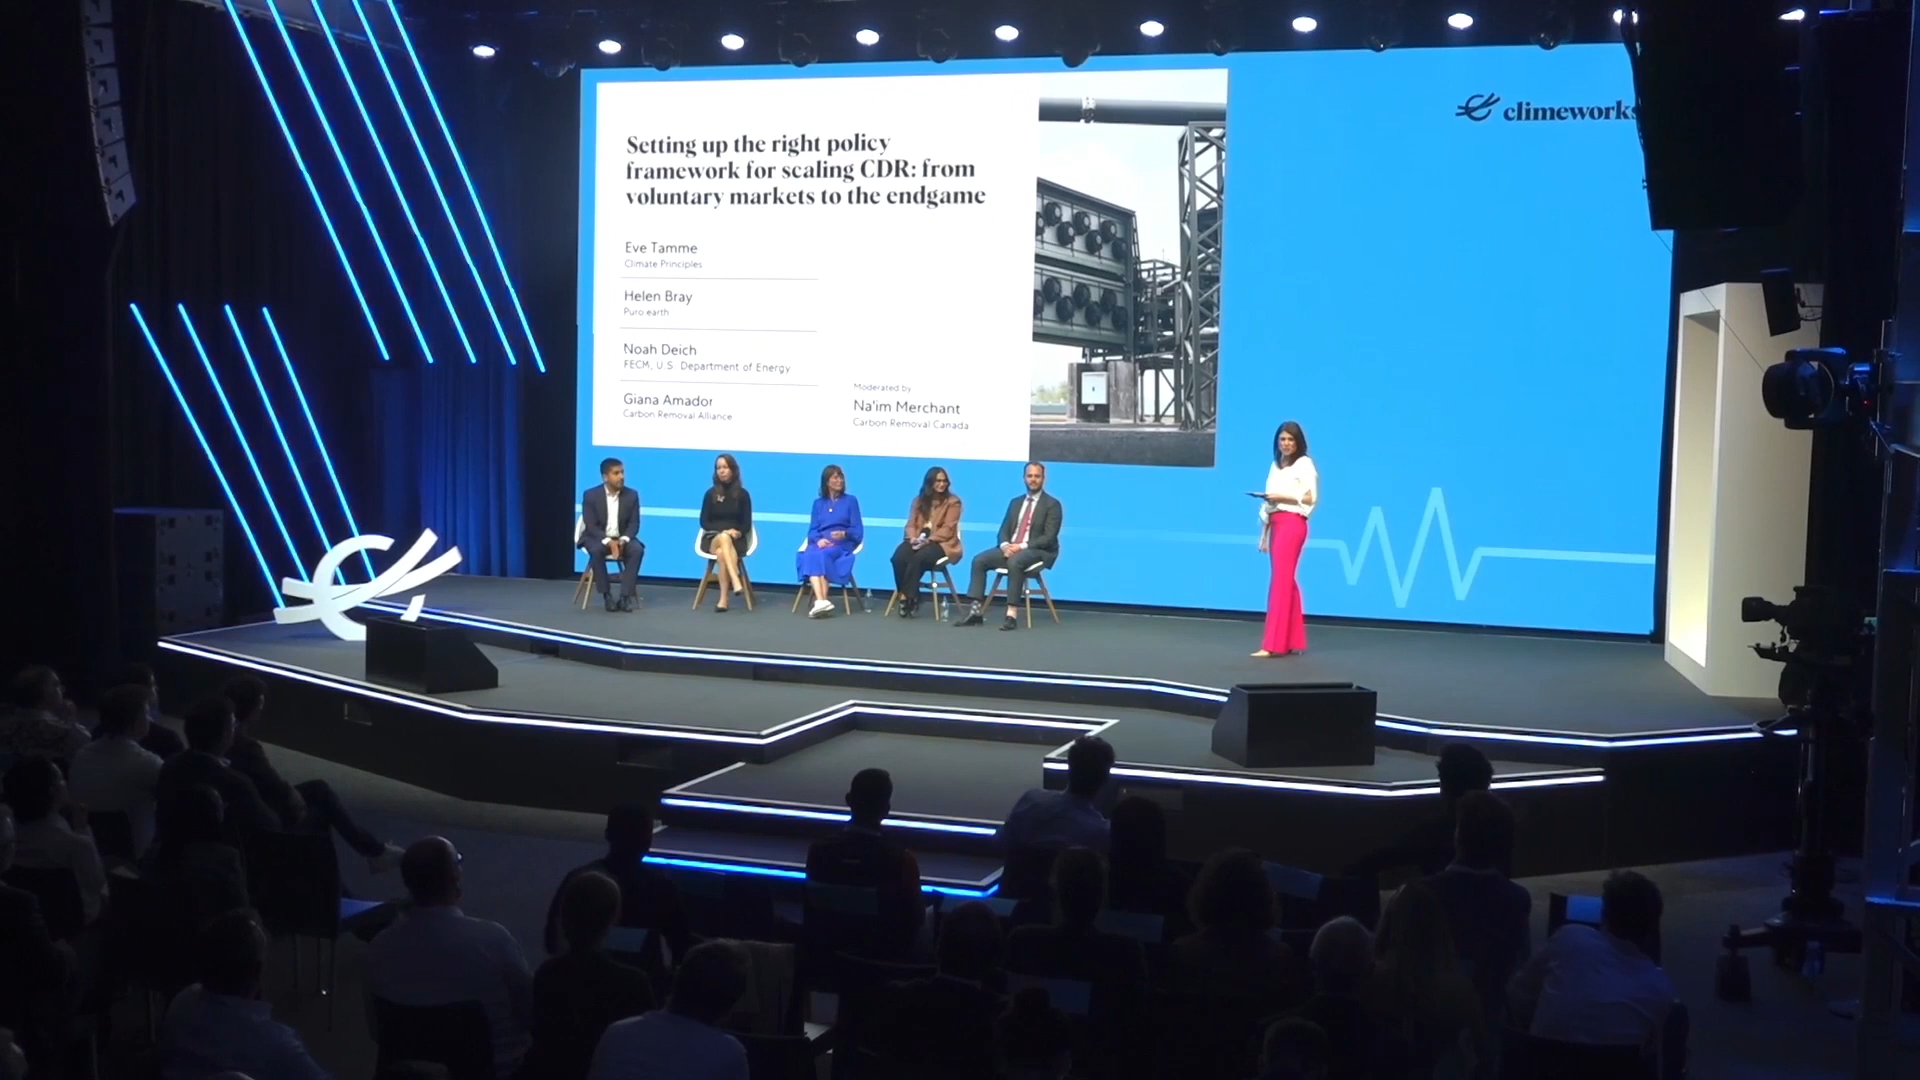 Setting up the right policy
framework for scaling CDR: from
voluntary markets to the endgame
Eve Tamme
Climate Principles
Helen Bray
Puro earth
Noah Deich
FECM, U.S. Department of Energy
Giana Amador
Carbon Removal Alliance
Moderated by
Na'im Merchant
Carbon Removal Canada
climeworks